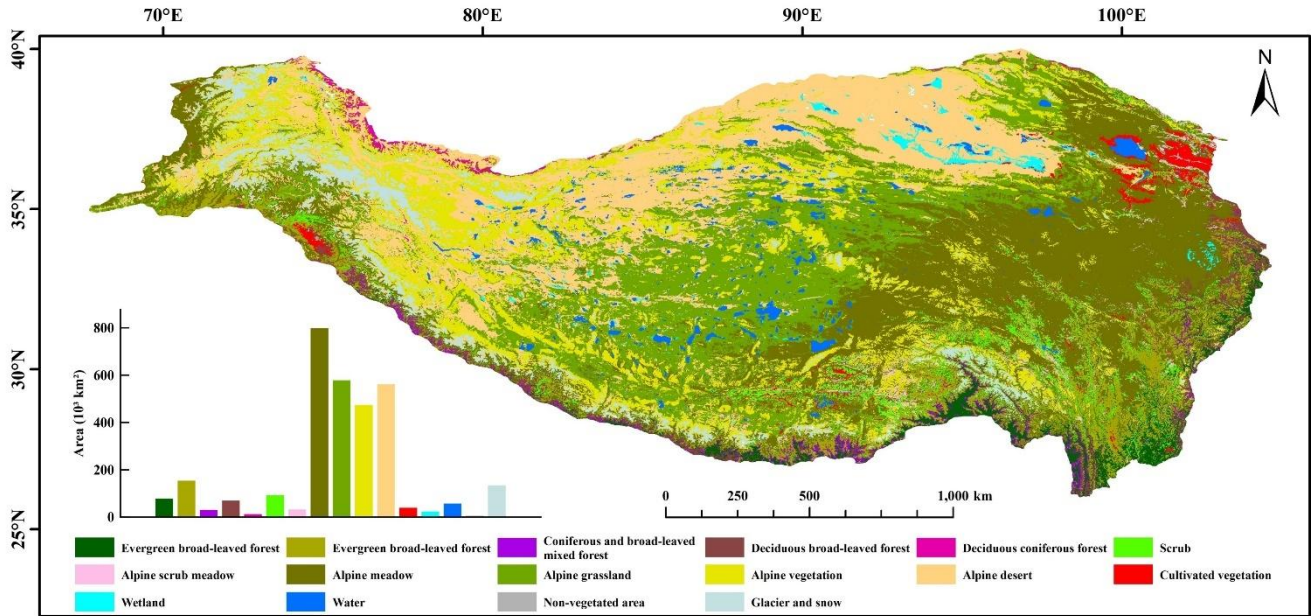 70°E 80°E 90°E 100°E
40°N
N
35°N
30°N
25°N
Area (10³ km²)
800
600
400
200
0
0 250 500 1,000 km
Evergreen broad-leaved forest
Evergreen broad-leaved forest
Coniferous and broad-leaved
mixed forest
Deciduous broad-leaved forest
Deciduous coniferous forest
Scrub
Alpine scrub meadow
Alpine meadow
Alpine grassland
Alpine vegetation
Alpine desert
Cultivated vegetation
Wetland
Water
Non-vegetated area
Glacier and snow